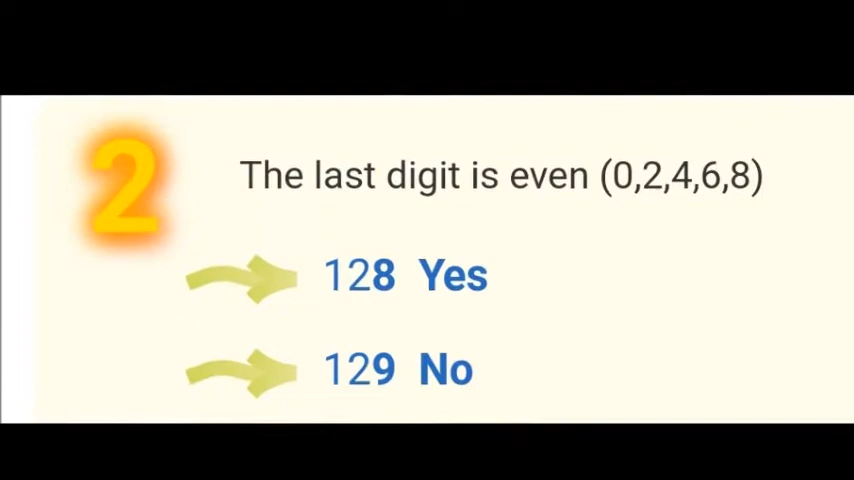 2
The last digit is even (0,2,4,6,8)
128 Yes
129 No